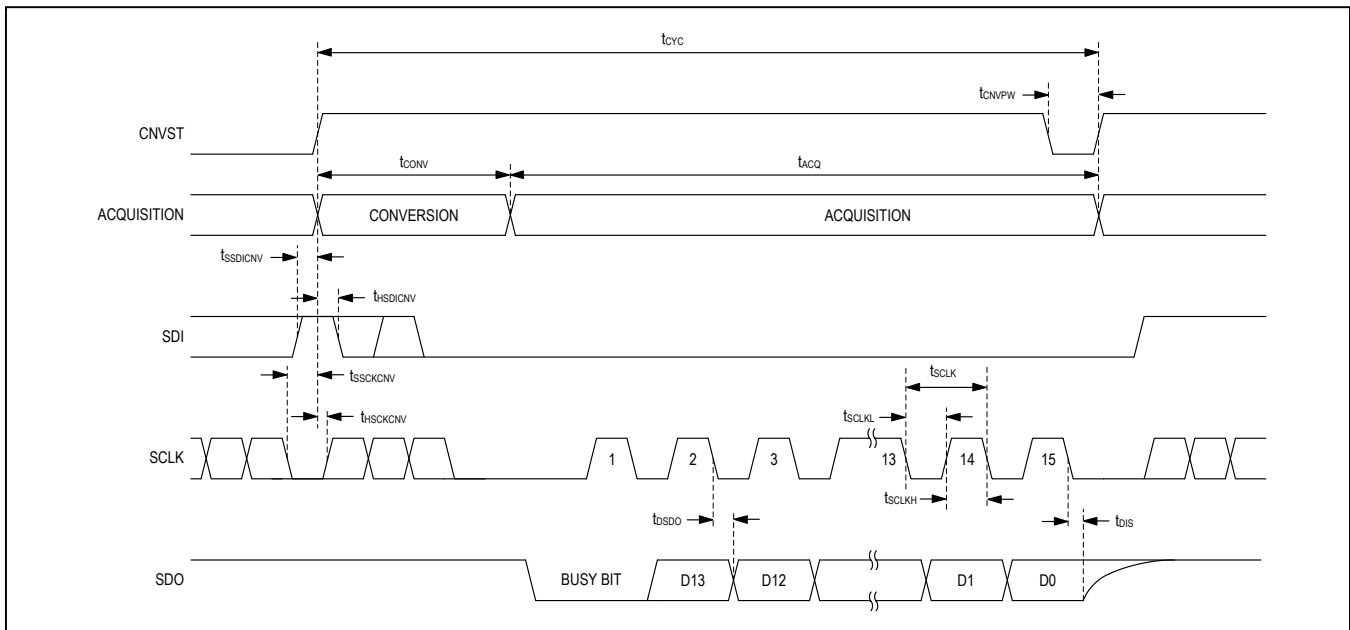 tCYC
tCNVPW
CNVST
tCONV
tACQ
ACQUISITION
CONVERSION
ACQUISITION
tSSDICNV
tHSDICNV
SDI
tSSCKCNV
tSCLK
tHSCKCNV
tSCLKL
SCLK
1
2
3
13
14
15
tSCLKH
tDSDO
tDIS
SDO
BUSY BIT
D13
D12
D1
D0